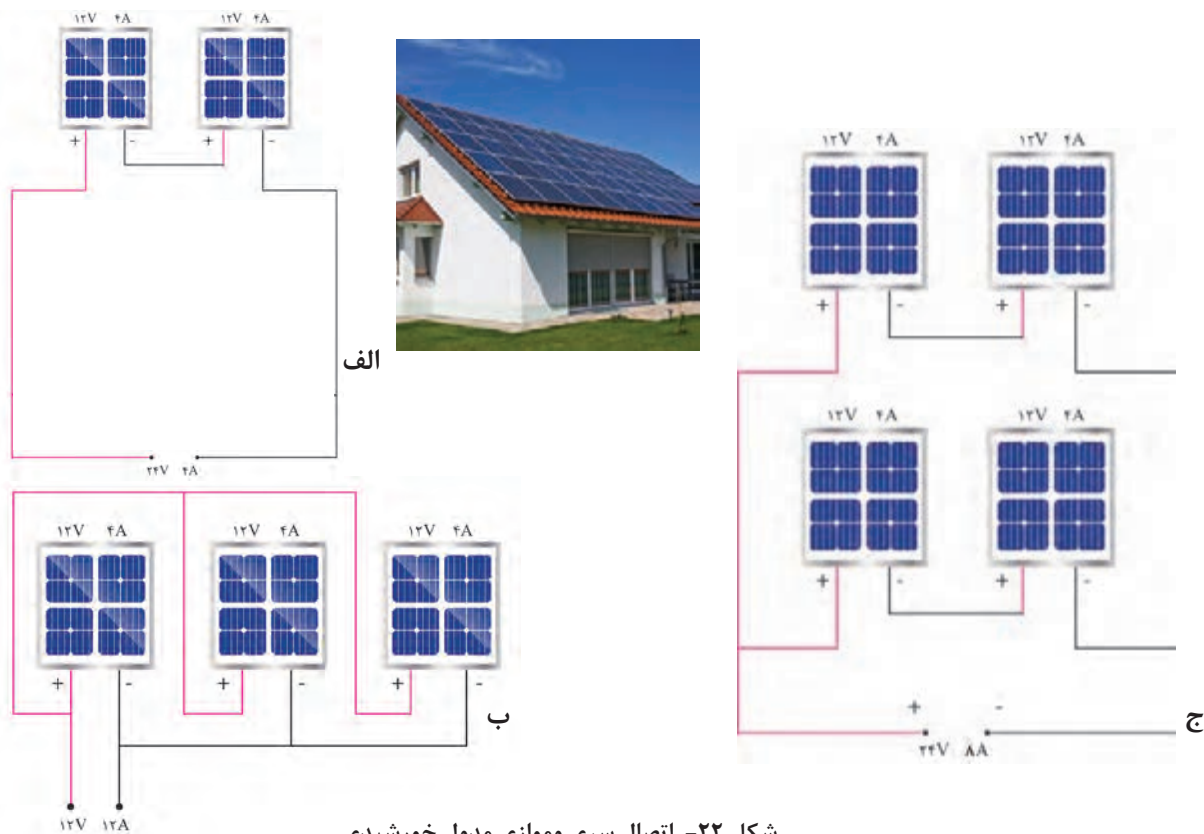 ۱۲V ۴A
۱۲V ۴A
+ - + -
الف
۲۴V ۴A
۱۲V ۴A
۱۲V ۴A
۱۲V ۴A
+ - + - + -
ب
۱۲V ۱۲A
۱۲V ۴A
۱۲V ۴A
+ - + -
۱۲V ۴A
۱۲V ۴A
+ - + -
+ -
۲۴V ۸A
ج
شکل ۲۲- اتصال سری وموازی مدول خورشیدی